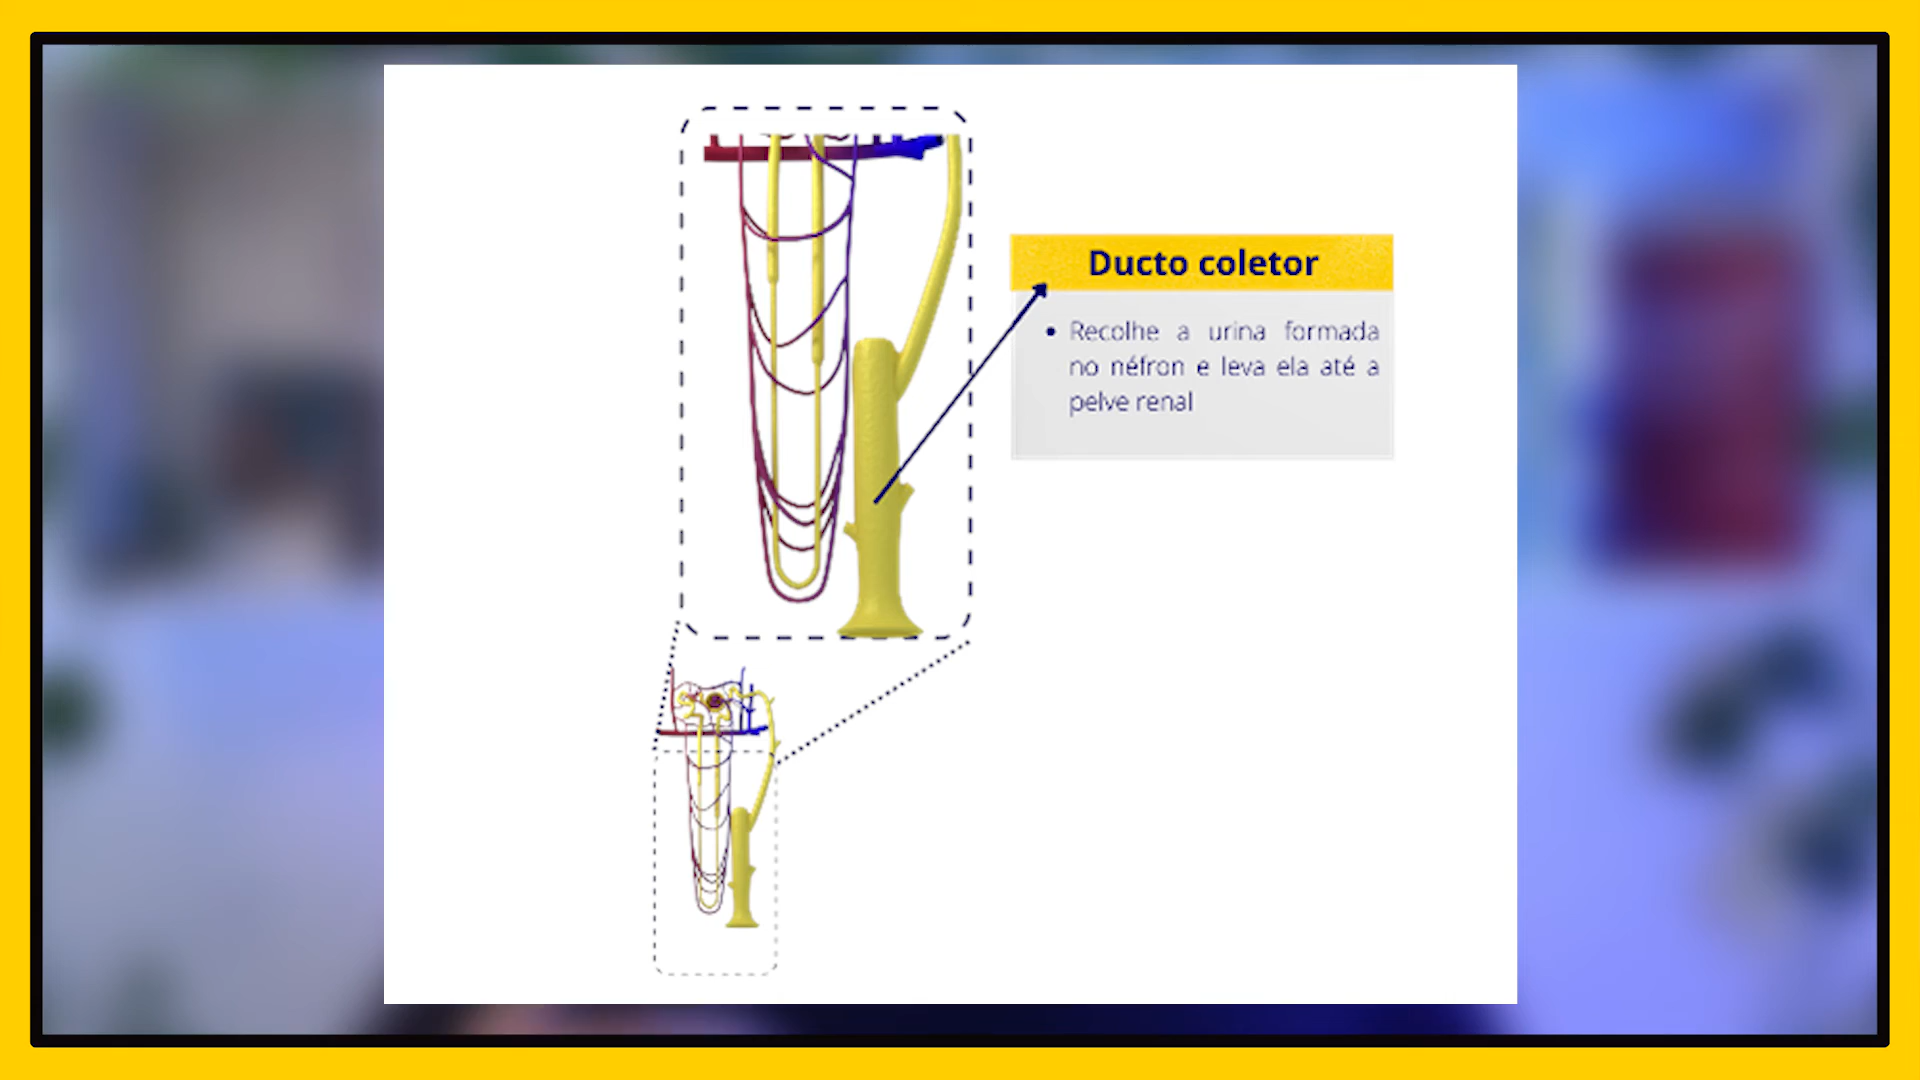 Ducto coletor
• Recolhe a urina formada
no néfron e leva ela até a
pelve renal